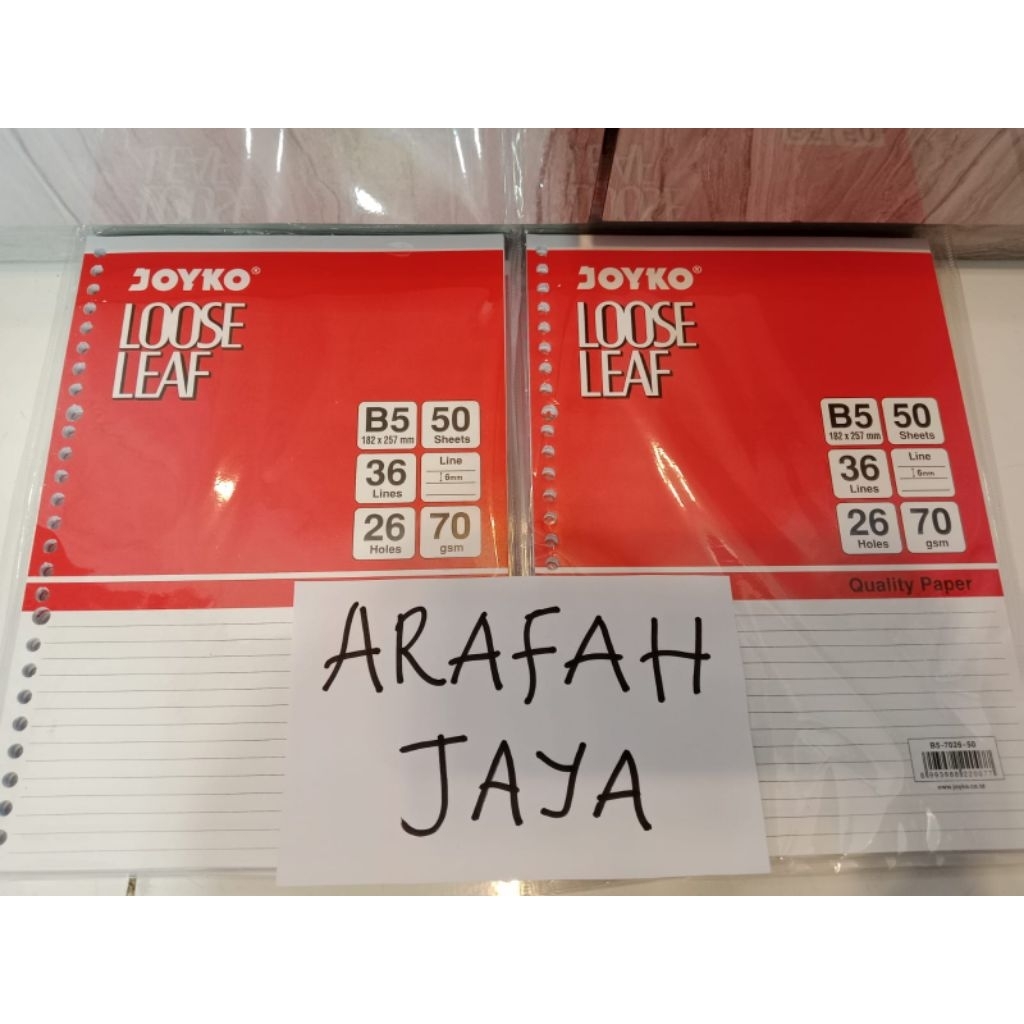 JOYKO®
LOOSE
LEAF
B5
182 x 257 mm
50
Sheets
36
Lines
Line
6mm
26
Holes
70
gsm
JOYKO®
LOOSE
LEAF
B5
182 x 257 mm
50
Sheets
36
Lines
Line
6mm
26
Holes
70
gsm
Quality Paper
B5-7026-50
www.joyko.co.id
ARAFAH
JAYA